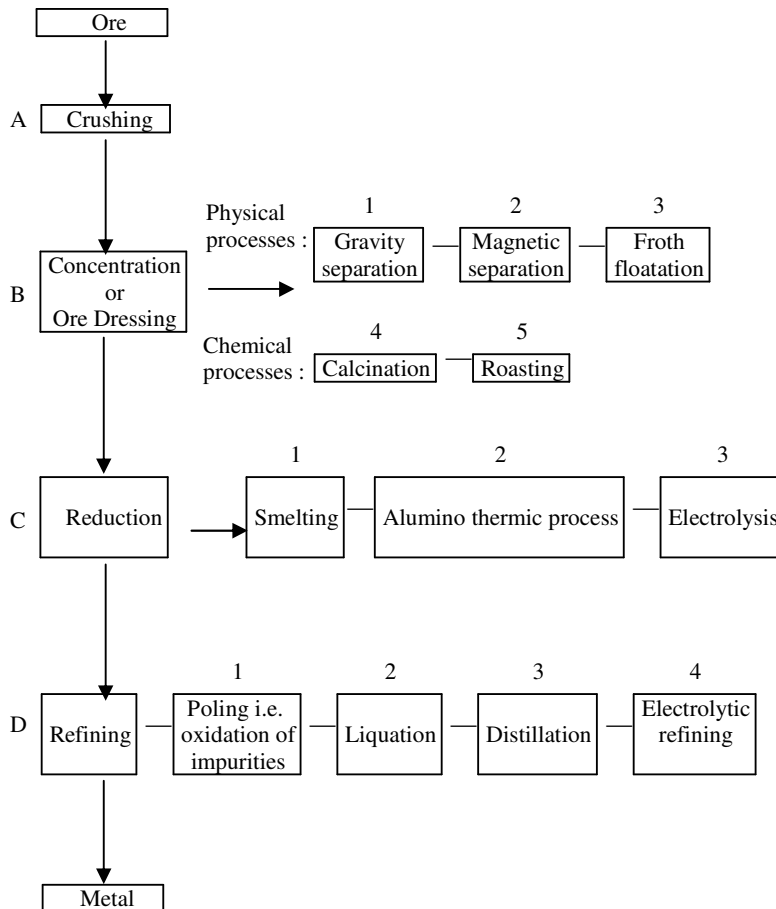 Ore
A
Crushing
Physical
processes :
1
2
3
Gravity
separation
Magnetic
separation
Froth
floatation
B
Concentration
or
Ore Dressing
Chemical
processes :
4
5
Calcination
Roasting
1
2
3
C
Reduction
Smelting
Alumino thermic process
Electrolysis
1
2
3
4
D
Refining
Poling i.e.
oxidation of
impurities
Liquation
Distillation
Electrolytic
refining
Metal